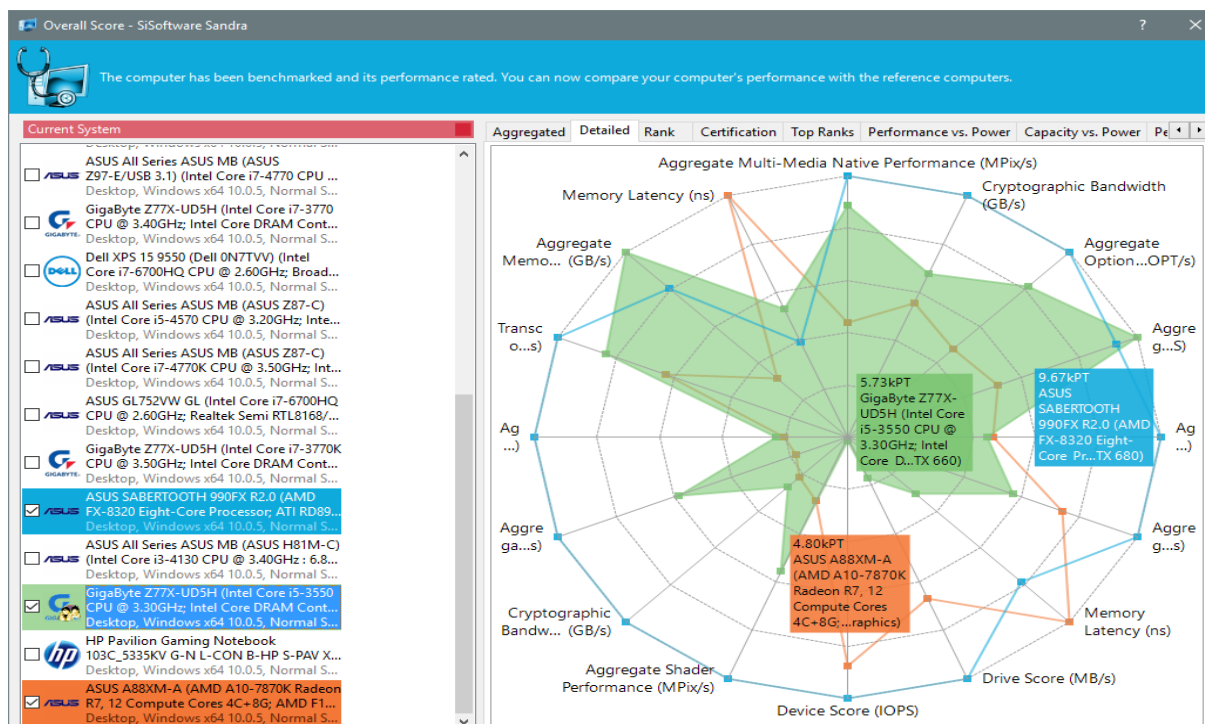 Overall Score - SiSoftware Sandra
?
The computer has been benchmarked and its performance rated. You can now compare your computer's performance with the reference computers.
Current System
Desktop, Windows x64 10.0.5, Normal S...
ASUS All Series ASUS MB (ASUS
Z97-E/USB 3.1) (Intel Core i7-4770 CPU ...
Desktop, Windows x64 10.0.5, Normal S...
GigaByte Z77X-UD5H (Intel Core i7-3770
CPU @ 3.40GHz; Intel Core DRAM Cont...
Desktop, Windows x64 10.0.5, Normal S...
Dell XPS 15 9550 (Dell 0N7TVV) (Intel
Core i7-6700HQ CPU @ 2.60GHz; Broad...
Desktop, Windows x64 10.0.5, Normal S...
ASUS All Series ASUS MB (ASUS Z87-C)
(Intel Core i5-4570 CPU @ 3.20GHz; Inte...
Desktop, Windows x64 10.0.5, Normal S...
ASUS All Series ASUS MB (ASUS Z87-C)
(Intel Core i7-4770K CPU @ 3.50GHz; Int...
Desktop, Windows x64 10.0.5, Normal S...
ASUS GL752VW GL (Intel Core i7-6700HQ
CPU @ 2.60GHz; Realtek Semi RTL8168/...
Desktop, Windows x64 10.0.5, Normal S...
GigaByte Z77X-UD5H (Intel Core i7-3770K
CPU @ 3.50GHz; Intel Core DRAM Cont...
Desktop, Windows x64 10.0.5, Normal S...
ASUS SABERTOOTH 990FX R2.0 (AMD
FX-8320 Eight-Core Processor; ATI RD89...
Desktop, Windows x64 10.0.5, Normal S...
ASUS All Series ASUS MB (ASUS H81M-C)
(Intel Core i3-4130 CPU @ 3.40GHz : 6.8...
Desktop, Windows x64 10.0.5, Normal S...
GigaByte Z77X-UD5H (Intel Core i5-3550
CPU @ 3.30GHz; Intel Core DRAM Cont...
Desktop, Windows x64 10.0.5, Normal S...
HP Pavilion Gaming Notebook
103C_5335KV G-N L-CON B-HP S-PAV X...
Desktop, Windows x64 10.0.5, Normal S...
ASUS A88XM-A (AMD A10-7870K Radeon
R7, 12 Compute Cores 4C+8G; AMD F1...
Desktop, Windows x64 10.0.5, Normal S...
ASUS
GIGABYTE
DELL
ASUS
ASUS
ASUS
GIGABYTE
ASUS
ASUS
hp
ASUS
Aggregated Detailed Rank Certification Top Ranks Performance vs. Power Capacity vs. Power Pe
Aggregate Multi-Media Native Performance (MPix/s)
Cryptographic Bandwidth
(GB/s)
Aggregate
Option...OPT/s)
Aggre
g...S)
Ag
...)
Aggre
g...s)
Memory
Latency (ns)
Drive Score (MB/s)
Device Score (IOPS)
Aggregate Shader
Performance (MPix/s)
Cryptographic
Bandw... (GB/s)
Aggre
ga...s)
Ag
...)
Transc
o...s)
Aggregate
Memo... (GB/s)
Memory Latency (ns)
5.73kPT
GigaByte Z77X-
UD5H (Intel Core
i5-3550 CPU @
3.30GHz; Intel
Core D...TX 660)
9.67kPT
ASUS
SABERTOOTH
990FX R2.0 (AMD
FX-8320 Eight-
Core Pr...TX 680)
4.80kPT
ASUS A88XM-A
(AMD A10-7870K
Radeon R7, 12
Compute Cores
4C+8G;...raphics)